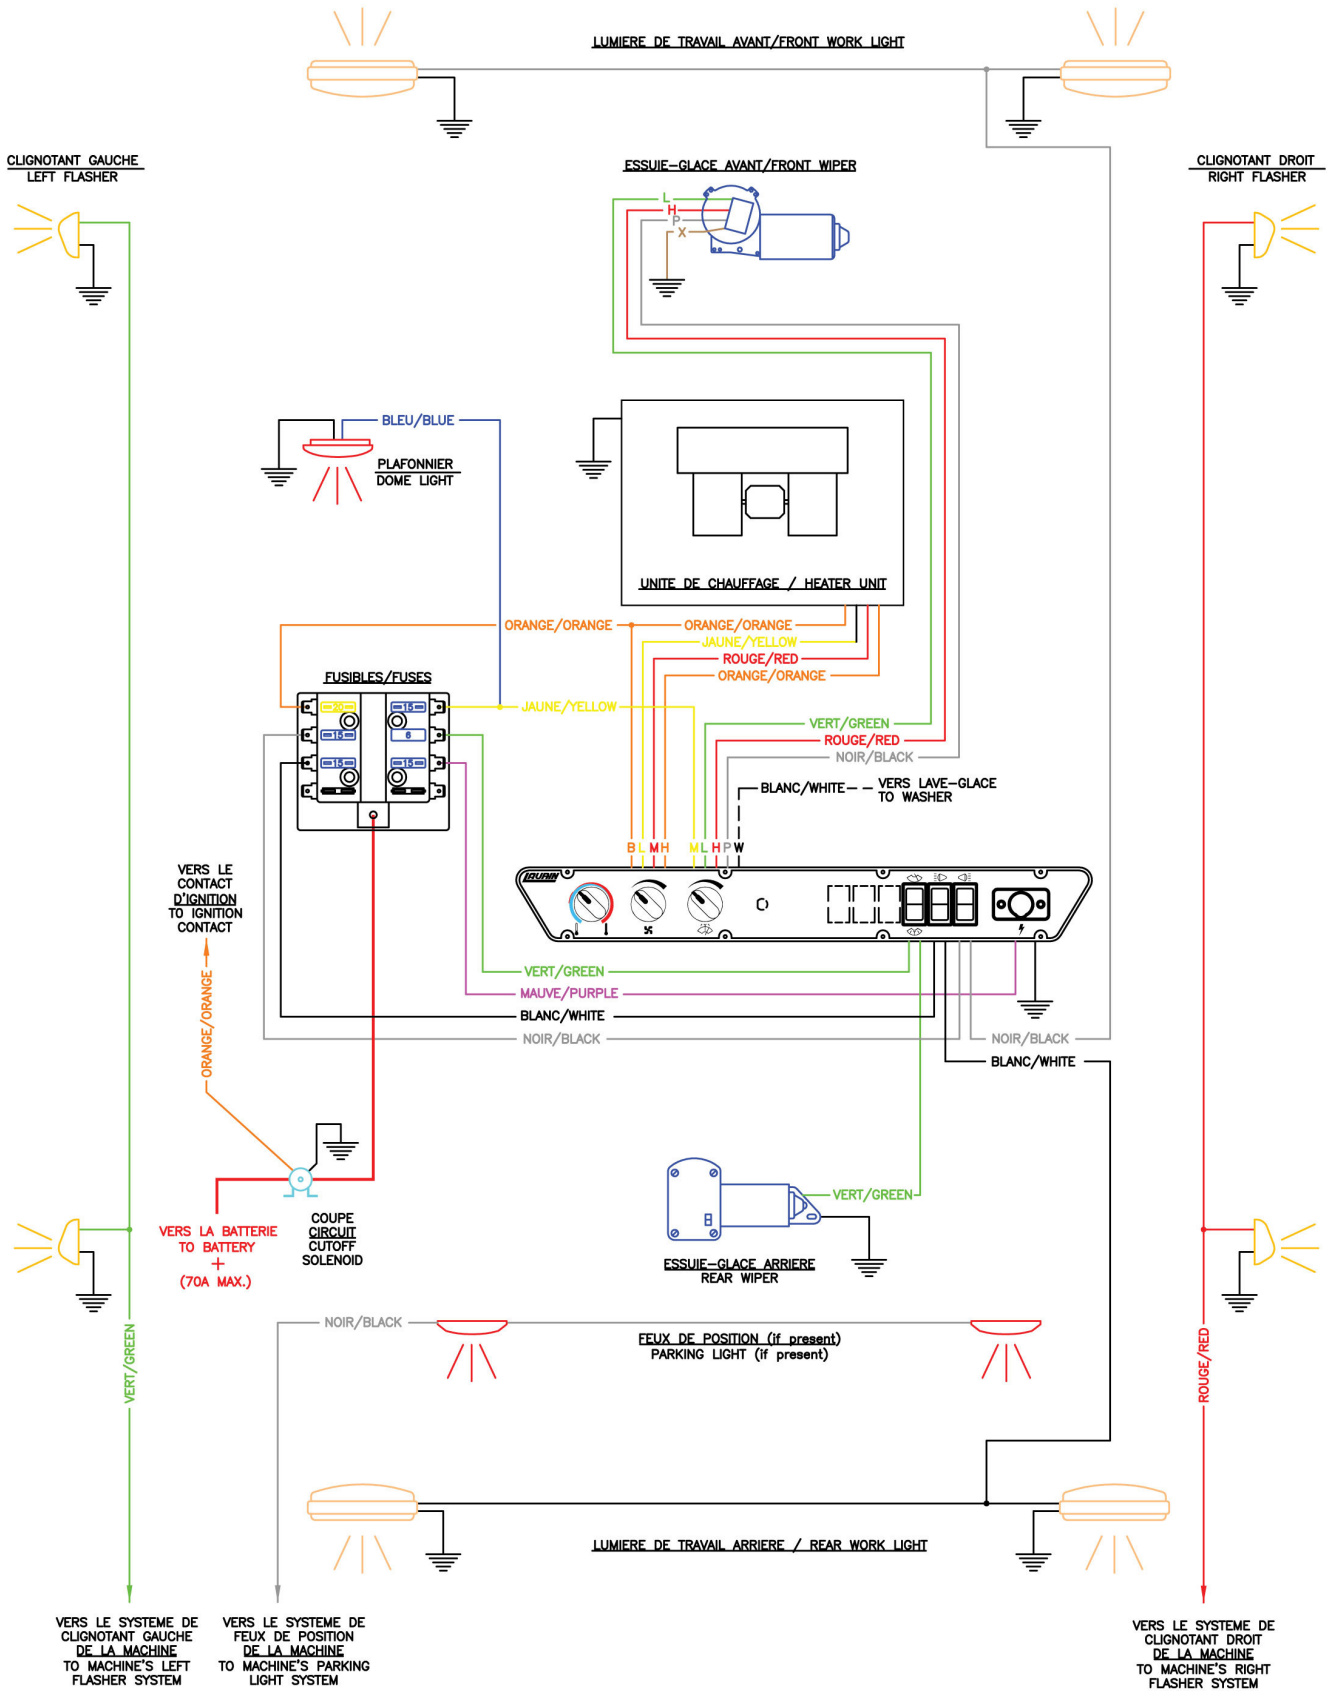 LUMIERE DE TRAVAIL AVANT/FRONT WORK LIGHT
CLIGNOTANT GAUCHE
LEFT FLASHER
ESSUIE-GLACE AVANT/FRONT WIPER
CLIGNOTANT DROIT
RIGHT FLASHER
L
H
P
X
BLEU/BLUE
PLAFONNIER
DOME LIGHT
UNITE DE CHAUFFAGE / HEATER UNIT
ORANGE/ORANGE
ORANGE/ORANGE
JAUNE/YELLOW
ROUGE/RED
ORANGE/ORANGE
FUSIBLES/FUSES
20
15
JAUNE/YELLOW
15
6
15
15
VERT/GREEN
ROUGE/RED
NOIR/BLACK
BLANC/WHITE
VERS LAVE-GLACE
TO WASHER
B L M H M L H P W
VERS LE
CONTACT
D'IGNITION
TO IGNITION
CONTACT
LAURIN
VERT/GREEN
MAUVE/PURPLE
BLANC/WHITE
NOIR/BLACK
NOIR/BLACK
BLANC/WHITE
ORANGE/ORANGE
VERT/GREEN
COUPE
CIRCUIT
CUTOFF
SOLENOID
VERS LA BATTERIE
TO BATTERY
+
(70A MAX.)
ESSUIE-GLACE ARRIERE
REAR WIPER
NOIR/BLACK
FEUX DE POSITION (if present)
PARKING LIGHT (if present)
VERT/GREEN
ROUGE/RED
LUMIERE DE TRAVAIL ARRIERE / REAR WORK LIGHT
VERS LE SYSTEME DE
CLIGNOTANT GAUCHE
DE LA MACHINE
TO MACHINE'S LEFT
FLASHER SYSTEM
VERS LE SYSTEME DE
FEUX DE POSITION
DE LA MACHINE
TO MACHINE'S PARKING
LIGHT SYSTEM
VERS LE SYSTEME DE
CLIGNOTANT DROIT
DE LA MACHINE
TO MACHINE'S RIGHT
FLASHER SYSTEM